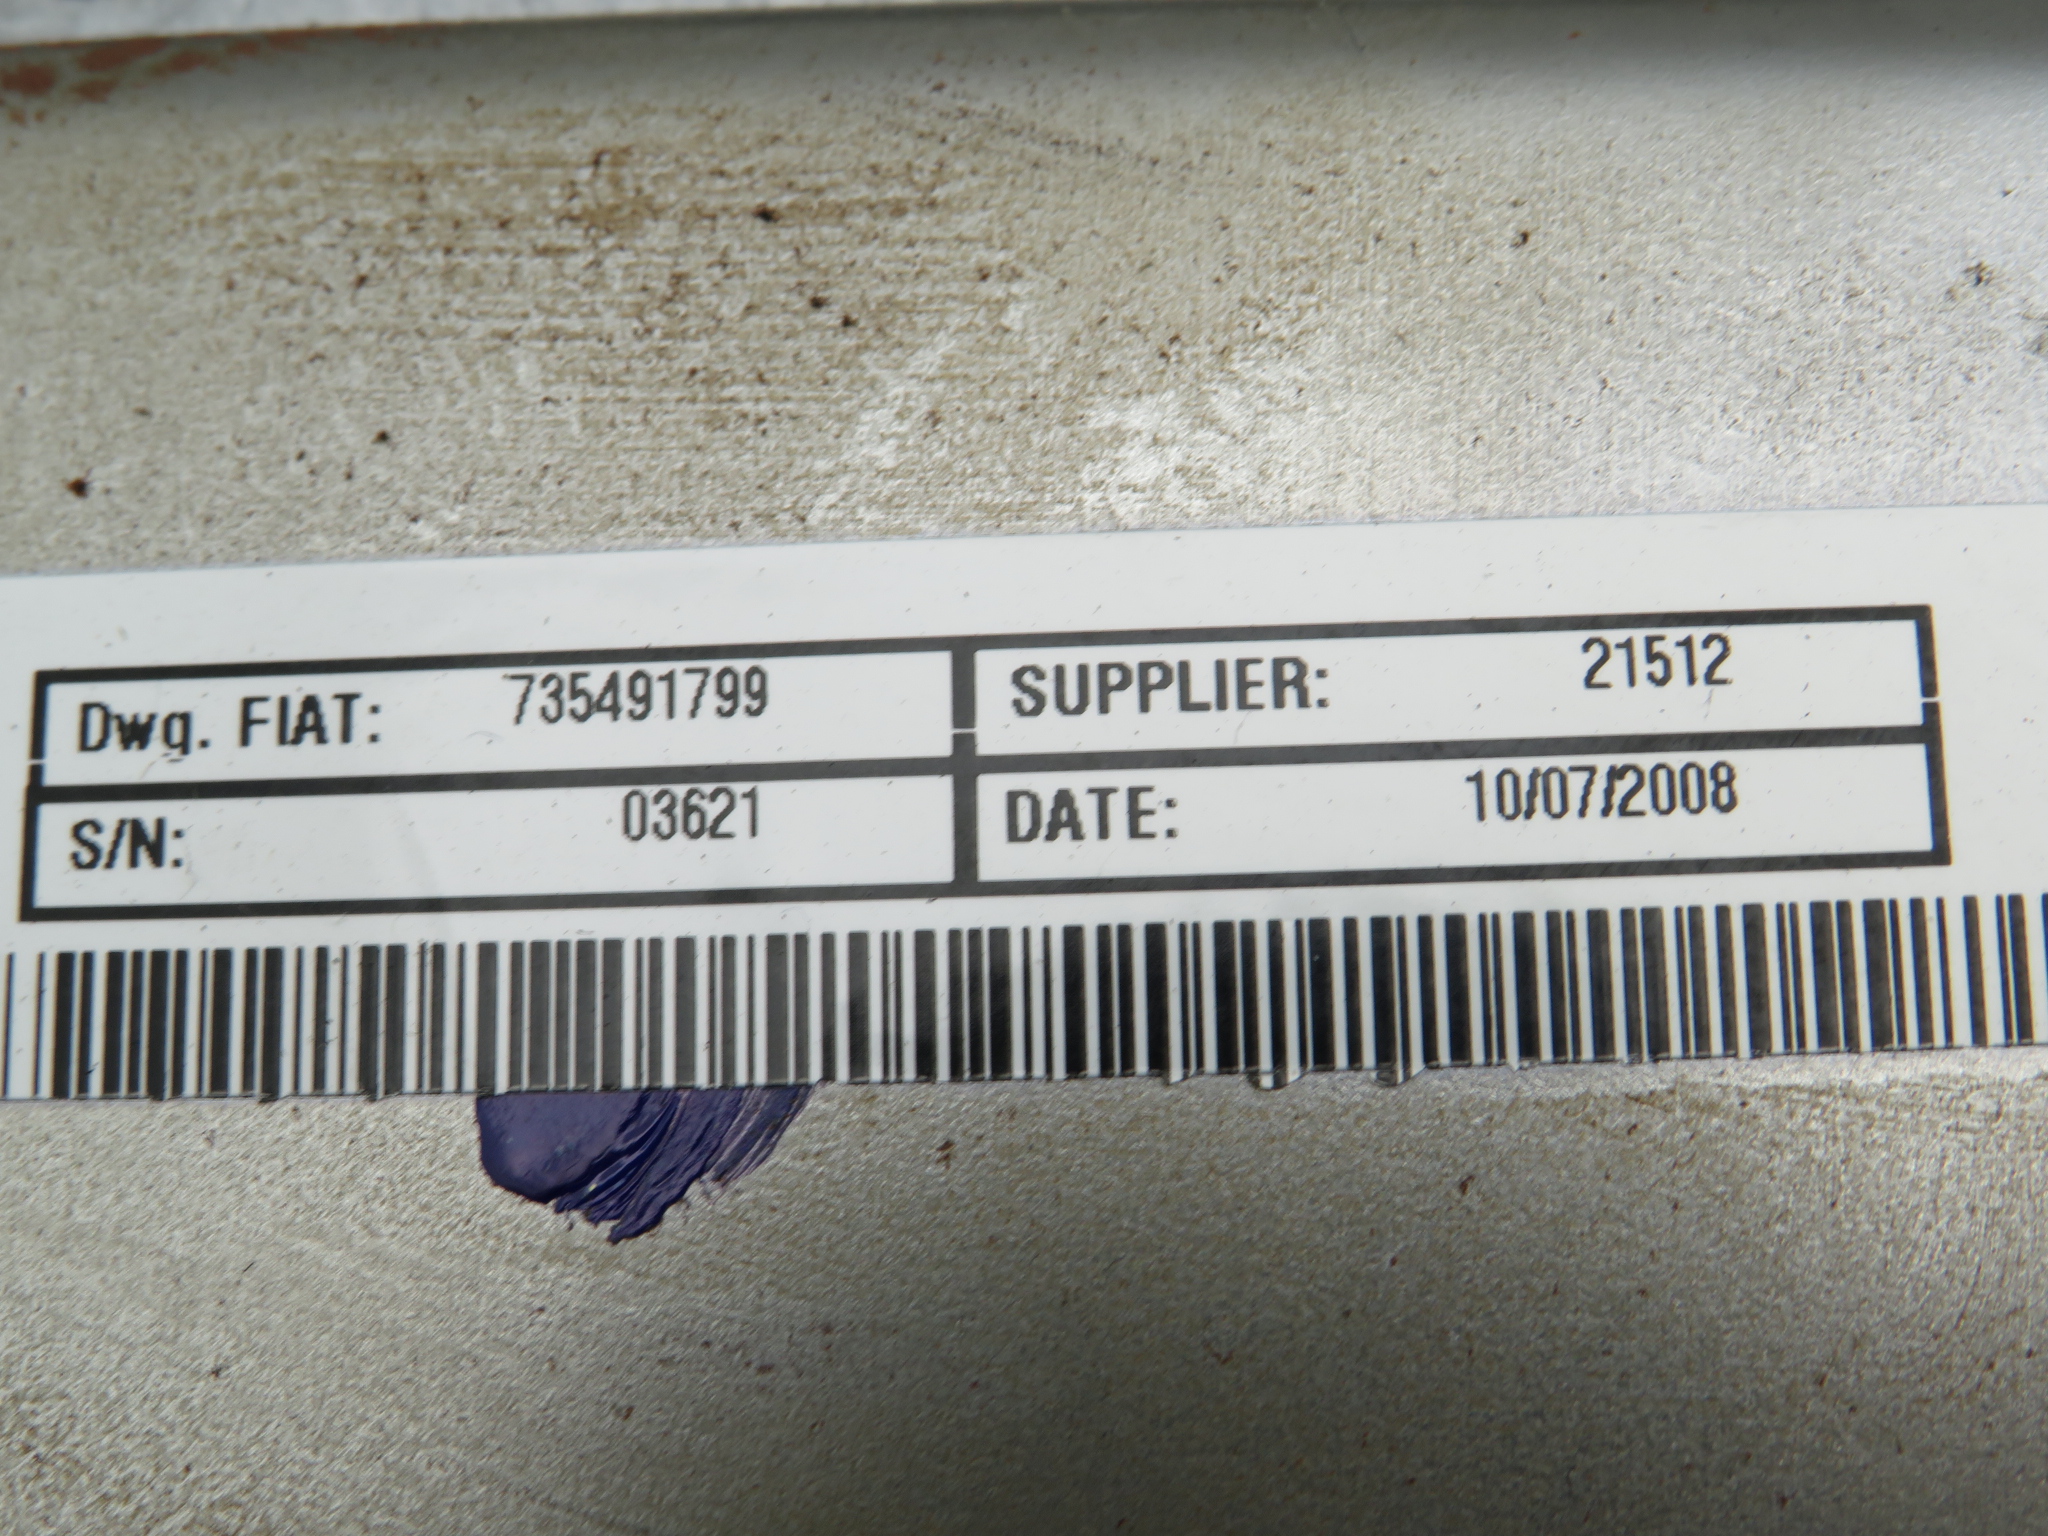 Dwg. FIAT: 735491799 SUPPLIER: 21512
S/N: 03621 DATE: 10/07/2008